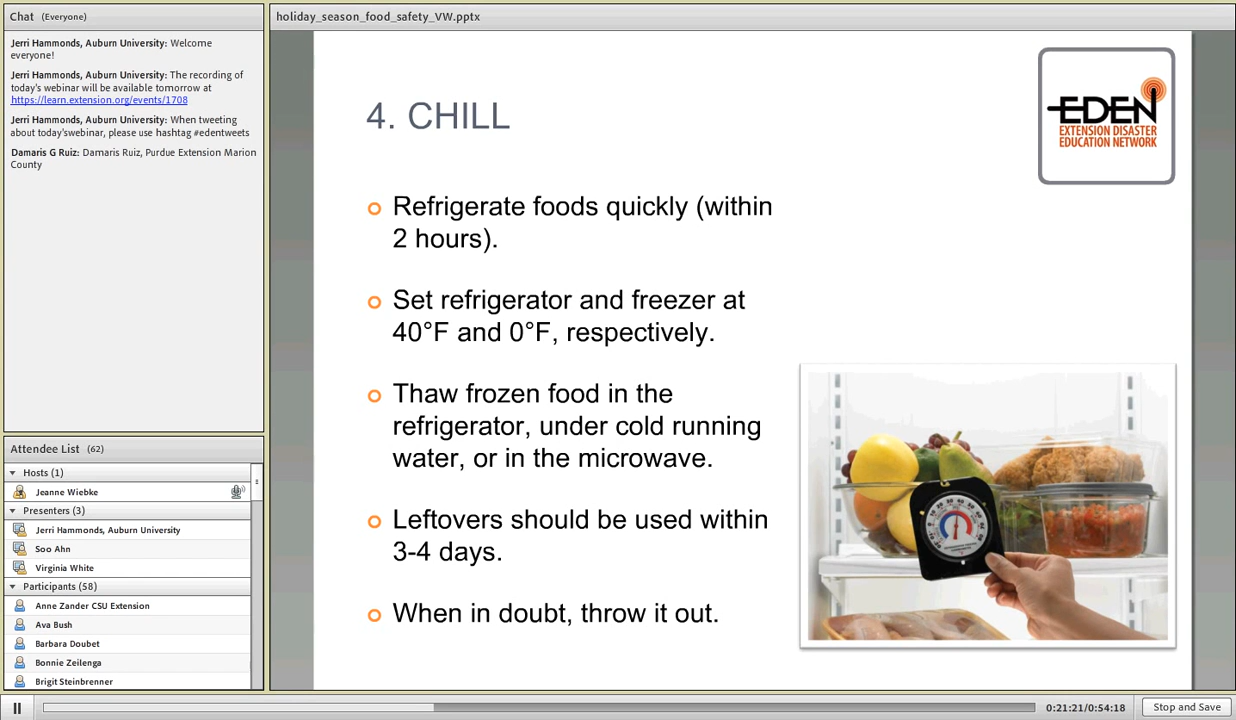 Chat (Everyone)
Jerri Hammonds, Auburn University: Welcome
everyone!
Jerri Hammonds, Auburn University: The recording of
today's webinar will be available tomorrow at
https://learn.extension.org/events/1708
Jerri Hammonds, Auburn University: When tweeting
about today'swebinar, please use hashtag #edentweets
Damaris G Ruiz: Damaris Ruiz, Purdue Extension Marion
County
Attendee List (62)
Hosts (1)
Jeanne Wiebke
Presenters (3)
Jerri Hammonds, Auburn University
Soo Ahn
Virginia White
Participants (58)
Anne Zander CSU Extension
Ava Bush
Barbara Doubet
Bonnie Zeilenga
Brigit Steinbrenner
holiday_season_food_safety_VW.pptx
EDEN
EXTENSION DISASTER
EDUCATION NETWORK
4. CHILL
Refrigerate foods quickly (within
2 hours).
Set refrigerator and freezer at
40°F and 0°F, respectively.
Thaw frozen food in the
refrigerator, under cold running
water, or in the microwave.
Leftovers should be used within
3-4 days.
When in doubt, throw it out.
0:21:21/0:54:18
Stop and Save